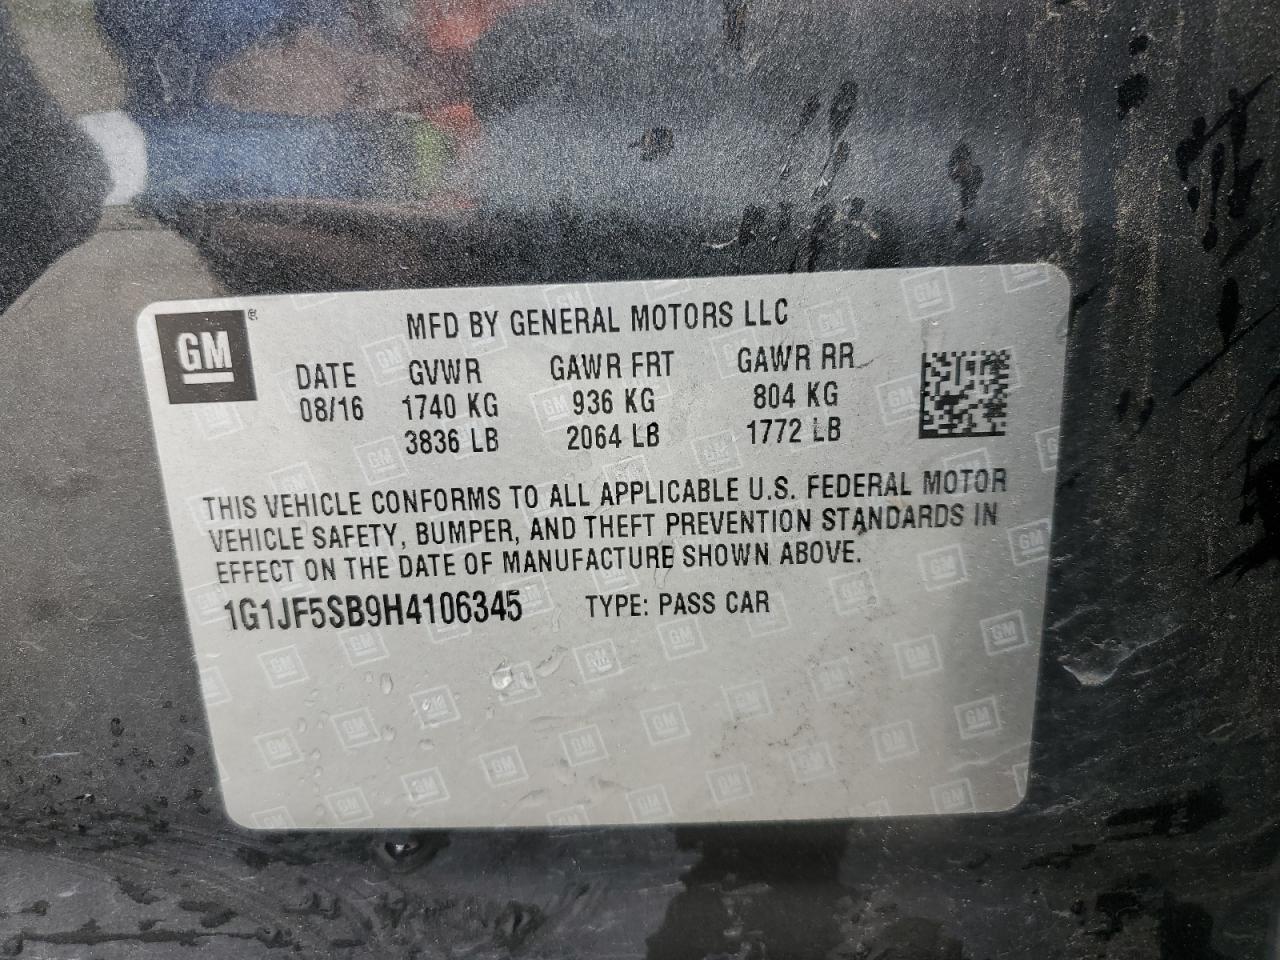 GM ®
MFD BY GENERAL MOTORS LLC
DATE GVWR GAWR FRT GAWR RR
08/16 1740 KG 936 KG 804 KG
3836 LB 2064 LB 1772 LB
THIS VEHICLE CONFORMS TO ALL APPLICABLE U.S. FEDERAL MOTOR
VEHICLE SAFETY, BUMPER, AND THEFT PREVENTION STANDARDS IN
EFFECT ON THE DATE OF MANUFACTURE SHOWN ABOVE.
1G1JF5SB9H4106345 TYPE: PASS CAR